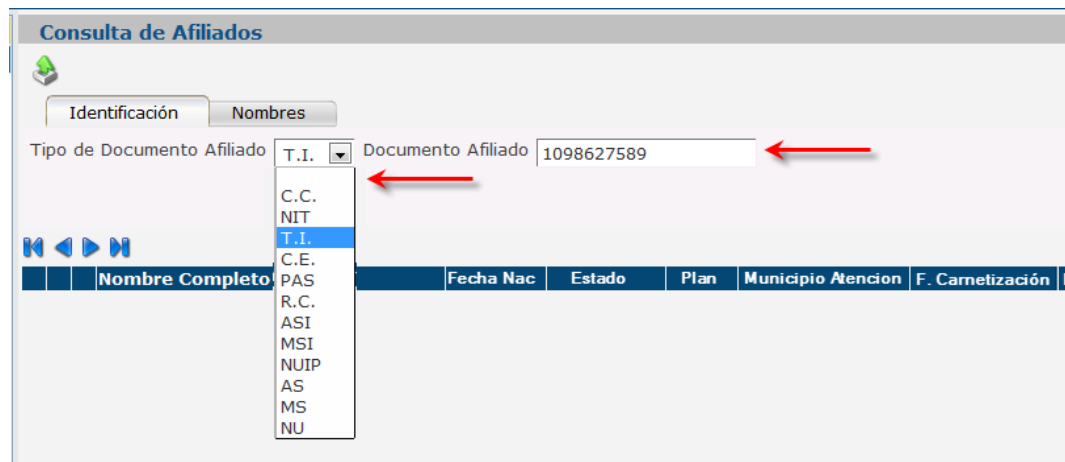 Consulta de Afiliados
Identificación Nombres
Tipo de Documento Afiliado T.I. Documento Afiliado 1098627589
C.C.
NIT
T.I.
C.E.
PAS
R.C.
ASI
MSI
NUIP
AS
MS
NU
Nombre Completo Fecha Nac Estado Plan Municipio Atencion F. Carnetización